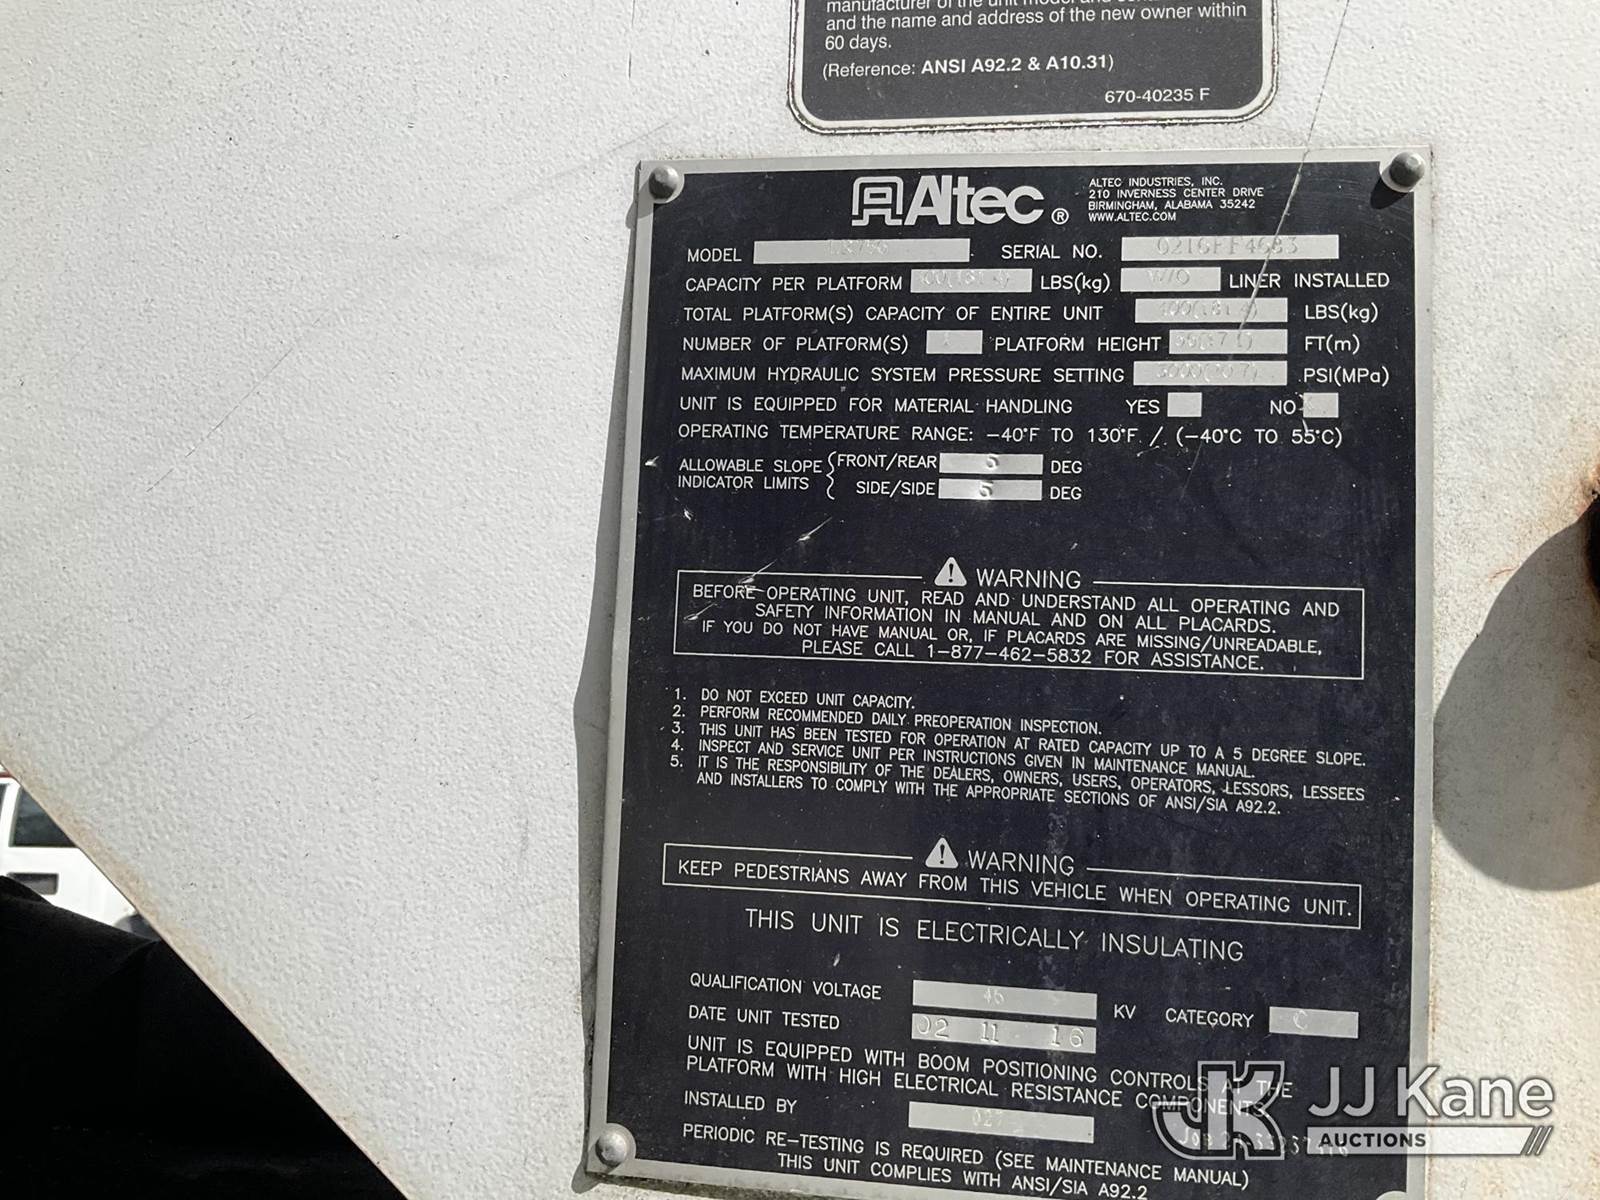 and the name and address of the new owner within
60 days.
(Reference: ANSI A92.2 & A10.31)
670-40235 F
Altec ®
ALTEC INDUSTRIES, INC.
210 INVERNESS CENTER DRIVE
BIRMINGHAM, ALABAMA 35242
WWW.ALTEC.COM
MODEL SERIAL NO.
CAPACITY PER PLATFORM LBS(kg) W/O LINER INSTALLED
TOTAL PLATFORM(S) CAPACITY OF ENTIRE UNIT LBS(kg)
NUMBER OF PLATFORM(S) PLATFORM HEIGHT FT(m)
MAXIMUM HYDRAULIC SYSTEM PRESSURE SETTING PSI(MPa)
UNIT IS EQUIPPED FOR MATERIAL HANDLING YES NO
OPERATING TEMPERATURE RANGE: -40°F TO 130°F / (-40°C TO 55°C)
ALLOWABLE SLOPE INDICATOR LIMITS
FRONT/REAR 5 DEG
SIDE/SIDE 5 DEG
WARNING
BEFORE OPERATING UNIT, READ AND UNDERSTAND ALL OPERATING AND
SAFETY INFORMATION IN MANUAL AND ON ALL PLACARDS.
IF YOU DO NOT HAVE MANUAL OR, IF PLACARDS ARE MISSING/UNREADABLE,
PLEASE CALL 1-877-462-5832 FOR ASSISTANCE.
1. DO NOT EXCEED UNIT CAPACITY.
2. PERFORM RECOMMENDED DAILY PREOPERATION INSPECTION.
3. THIS UNIT HAS BEEN TESTED FOR OPERATION AT RATED CAPACITY UP TO A 5 DEGREE SLOPE.
4. INSPECT AND SERVICE UNIT PER INSTRUCTIONS GIVEN IN MAINTENANCE MANUAL.
5. IT IS THE RESPONSIBILITY OF THE DEALERS, OWNERS, USERS, OPERATORS, LESSORS, LESSEES
AND INSTALLERS TO COMPLY WITH THE APPROPRIATE SECTIONS OF ANSI/SIA A92.2.
WARNING
KEEP PEDESTRIANS AWAY FROM THIS VEHICLE WHEN OPERATING UNIT.
THIS UNIT IS ELECTRICALLY INSULATING
QUALIFICATION VOLTAGE 46 KV CATEGORY C
DATE UNIT TESTED 02 11 16
UNIT IS EQUIPPED WITH BOOM POSITIONING CONTROLS AT THE
PLATFORM WITH HIGH ELECTRICAL RESISTANCE COMPONENTS
INSTALLED BY 027
PERIODIC RE-TESTING IS REQUIRED (SEE MAINTENANCE MANUAL)
THIS UNIT COMPLIES WITH ANSI/SIA A92.2
JK JJ Kane
AUCTIONS